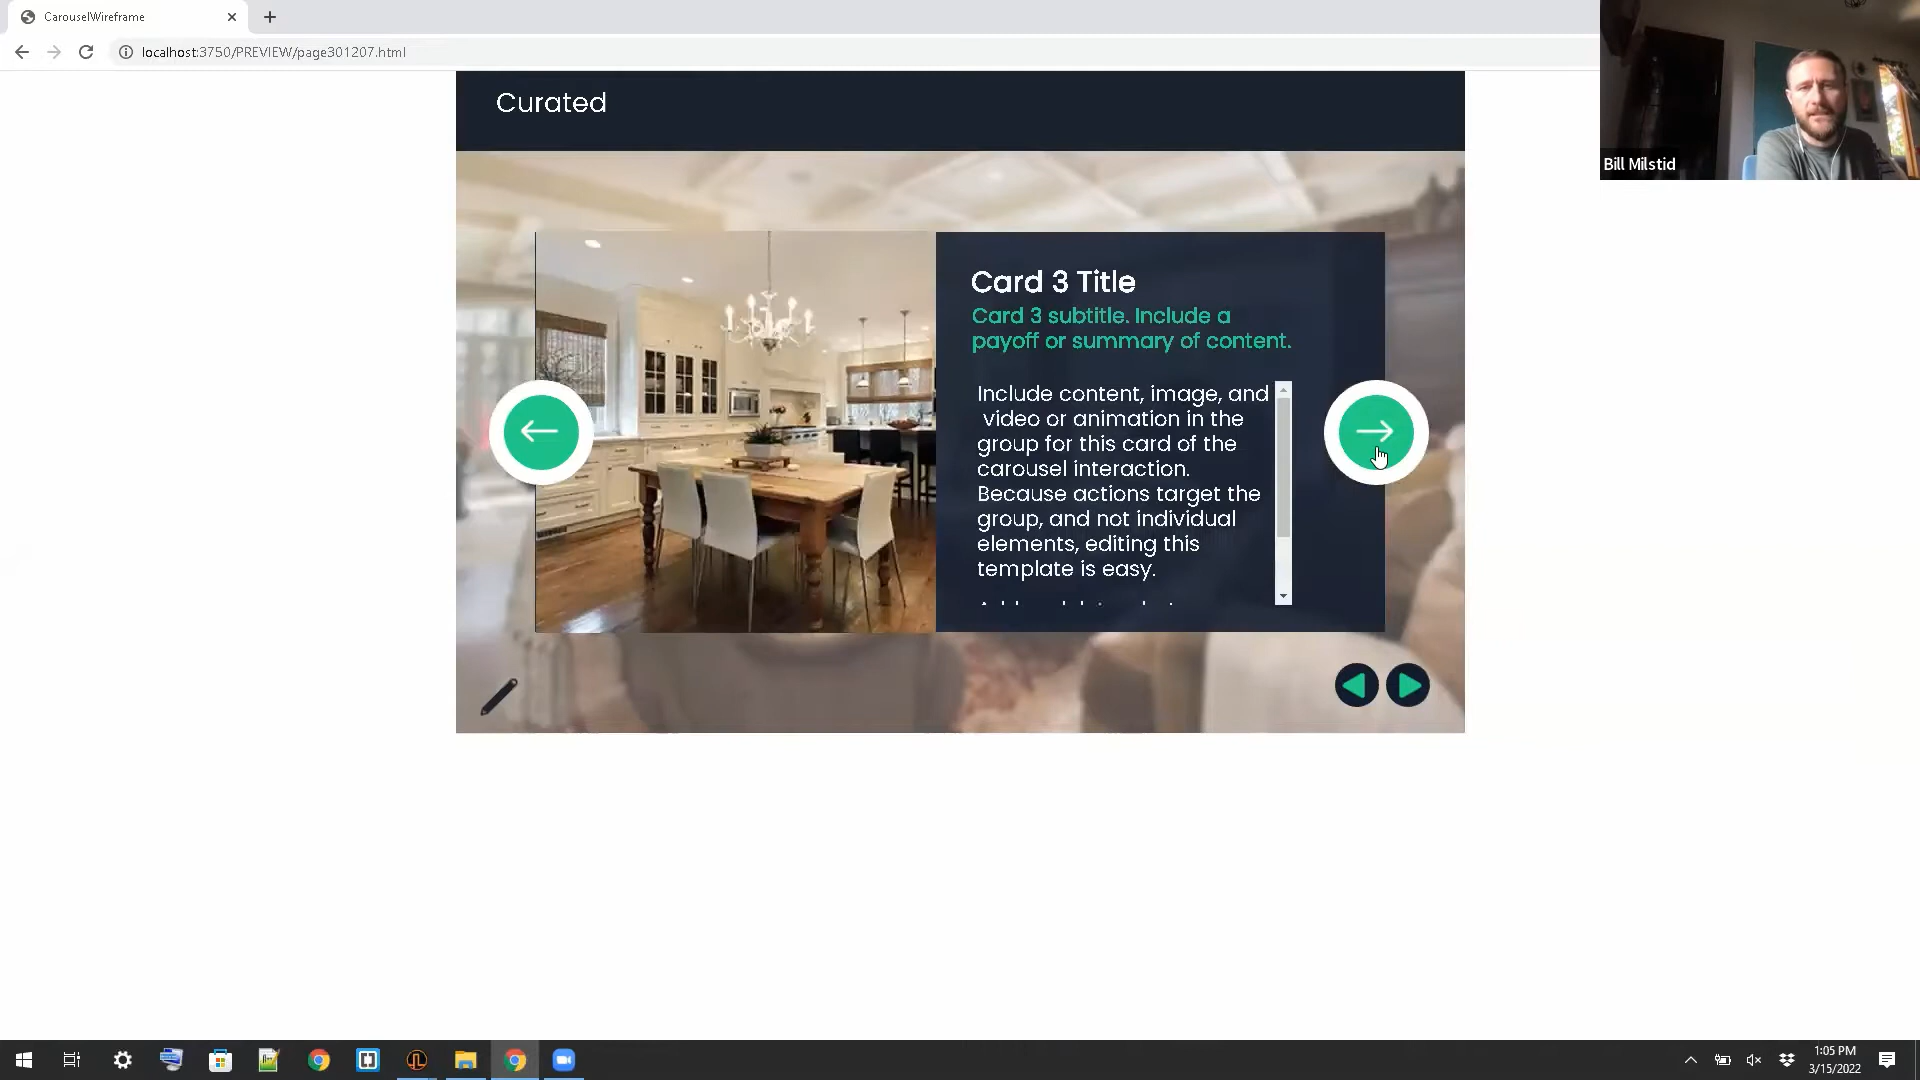 CarouselWireframe
localhost:3750/PREVIEW/page301207.html
Bill Milstid
Curated
Card 3 Title
Card 3 subtitle. Include a
payoff or summary of content.
Include content, image, and
video or animation in the
group for this card of the
carousel interaction.
Because actions target the
group, and not individual
elements, editing this
template is easy.
1:05 PM
3/15/2022